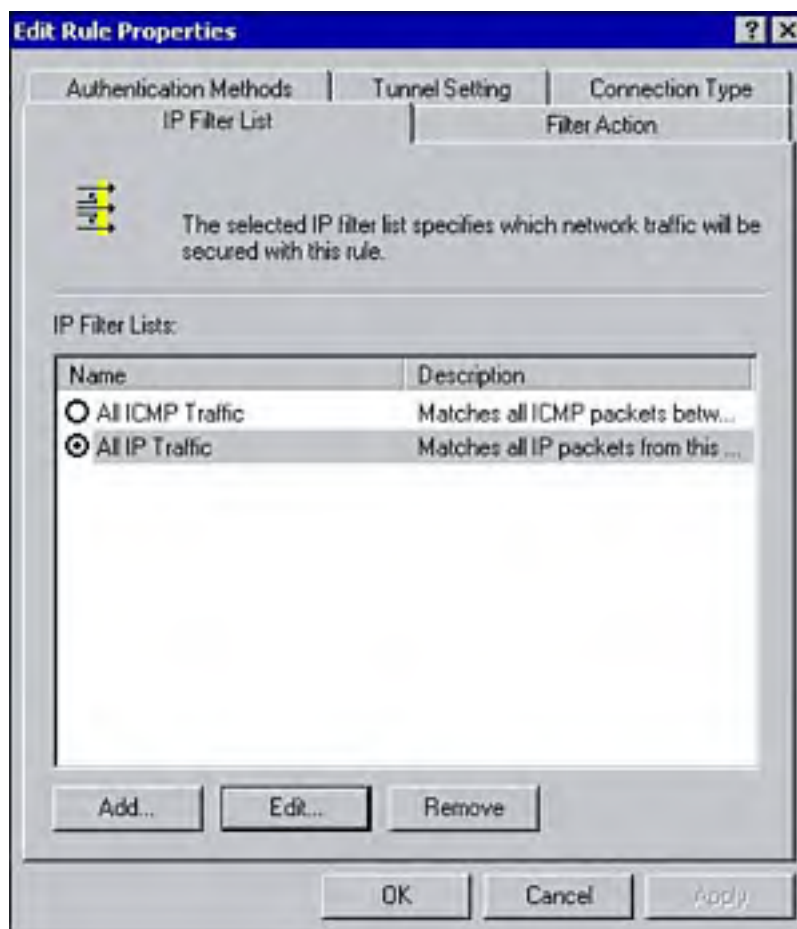 Edit Rule Properties
Authentication Methods
Tunnel Setting
Connection Type
IP Filter List
Filter Action
The selected IP filter list specifies which network traffic will be
secured with this rule.
IP Filter Lists:
Name Description
All ICMP Traffic Matches all ICMP packets betw...
All IP Traffic Matches all IP packets from this ...
Add... Edit... Remove
OK Cancel Apply